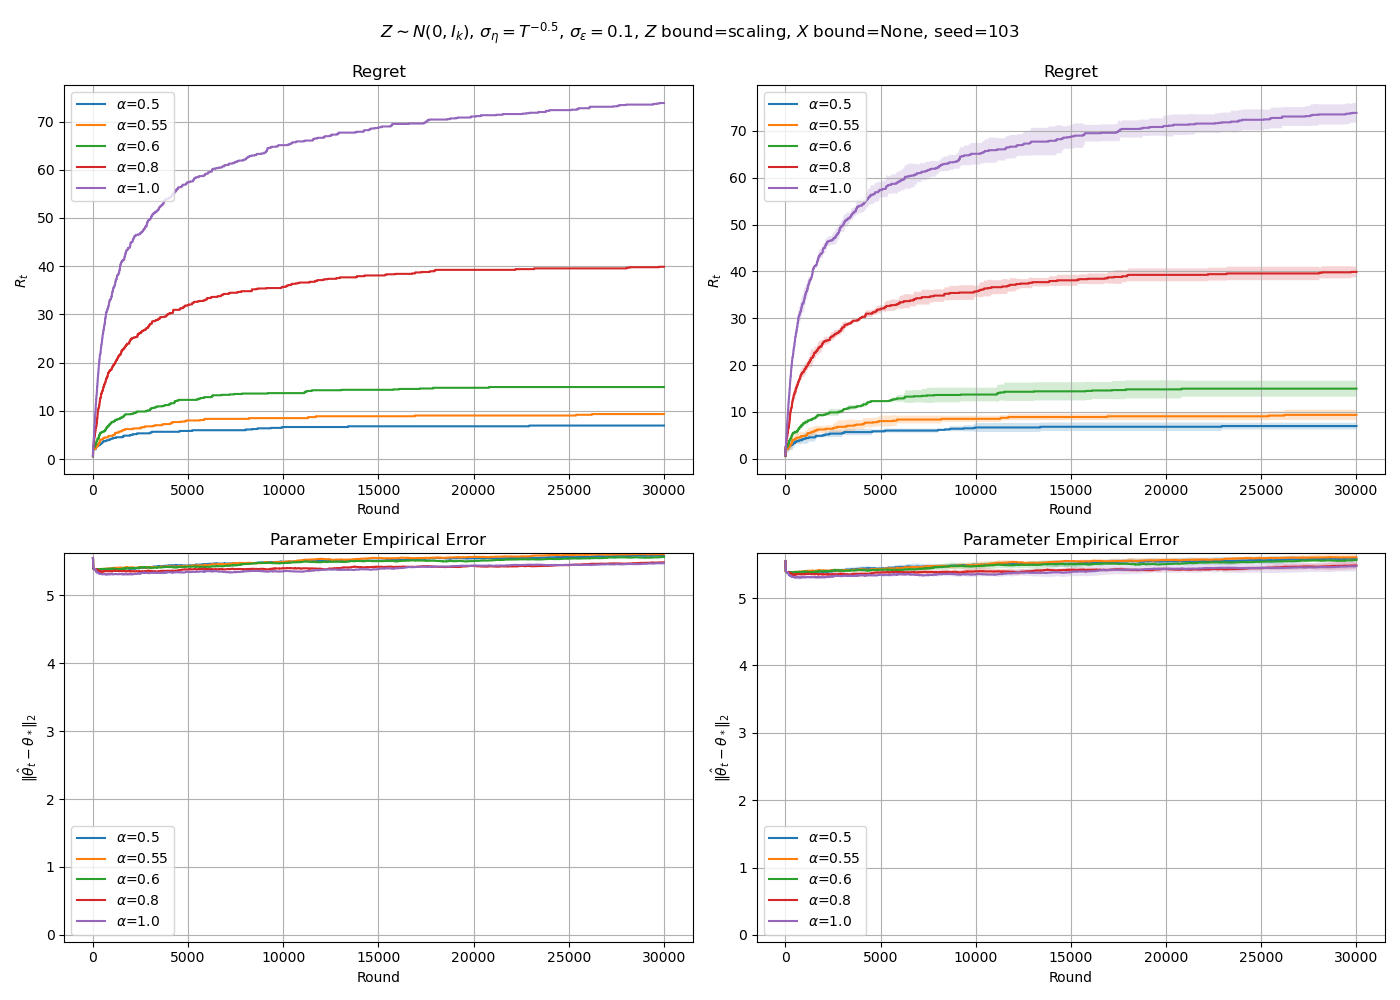 Z ∼ N(0, I_k), σ_η = T^{−0.5}, σ_ε = 0.1, Z bound=scaling, X bound=None, seed=103
Regret
R_t
70
60
50
40
30
20
10
0
α=0.5
α=0.55
α=0.6
α=0.8
α=1.0
0 5000 10000 15000 20000 25000 30000
Round
Regret
R_t
70
60
50
40
30
20
10
0
α=0.5
α=0.55
α=0.6
α=0.8
α=1.0
0 5000 10000 15000 20000 25000 30000
Round
Parameter Empirical Error
‖θ̂_t − θ_*‖_2
5
4
3
2
1
0
α=0.5
α=0.55
α=0.6
α=0.8
α=1.0
0 5000 10000 15000 20000 25000 30000
Round
Parameter Empirical Error
‖θ̂_t − θ_*‖_2
5
4
3
2
1
0
α=0.5
α=0.55
α=0.6
α=0.8
α=1.0
0 5000 10000 15000 20000 25000 30000
Round